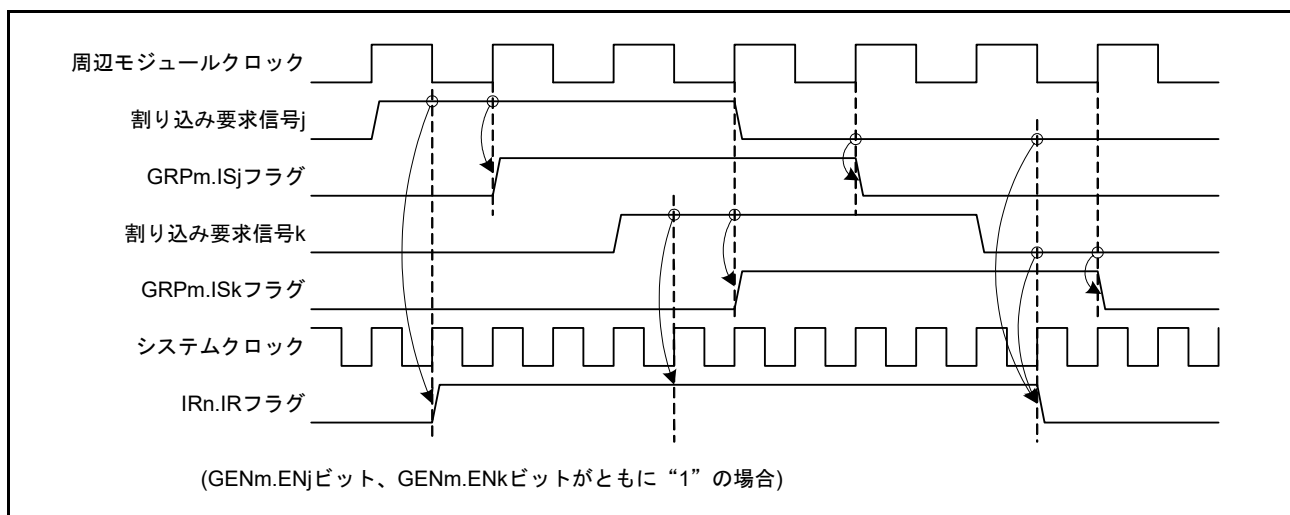 周辺モジュールクロック
割り込み要求信号j
GRPm.ISjフラグ
割り込み要求信号k
GRPm.ISkフラグ
システムクロック
IRn.IRフラグ
(GENm.ENjビット、GENm.ENkビットがともに“1”の場合)